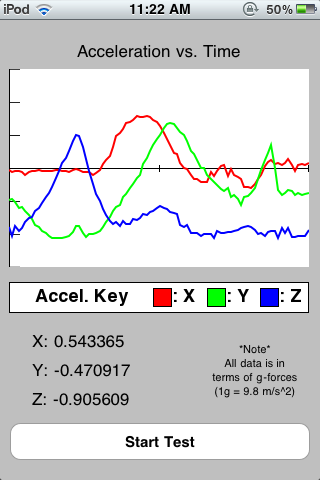 iPod 11:22 AM 50%
Acceleration vs. Time
Accel. Key : X : Y : Z
X: 0.543365
Y: -0.470917
Z: -0.905609
*Note*
All data is in
terms of g-forces
(1g = 9.8 m/s^2)
Start Test